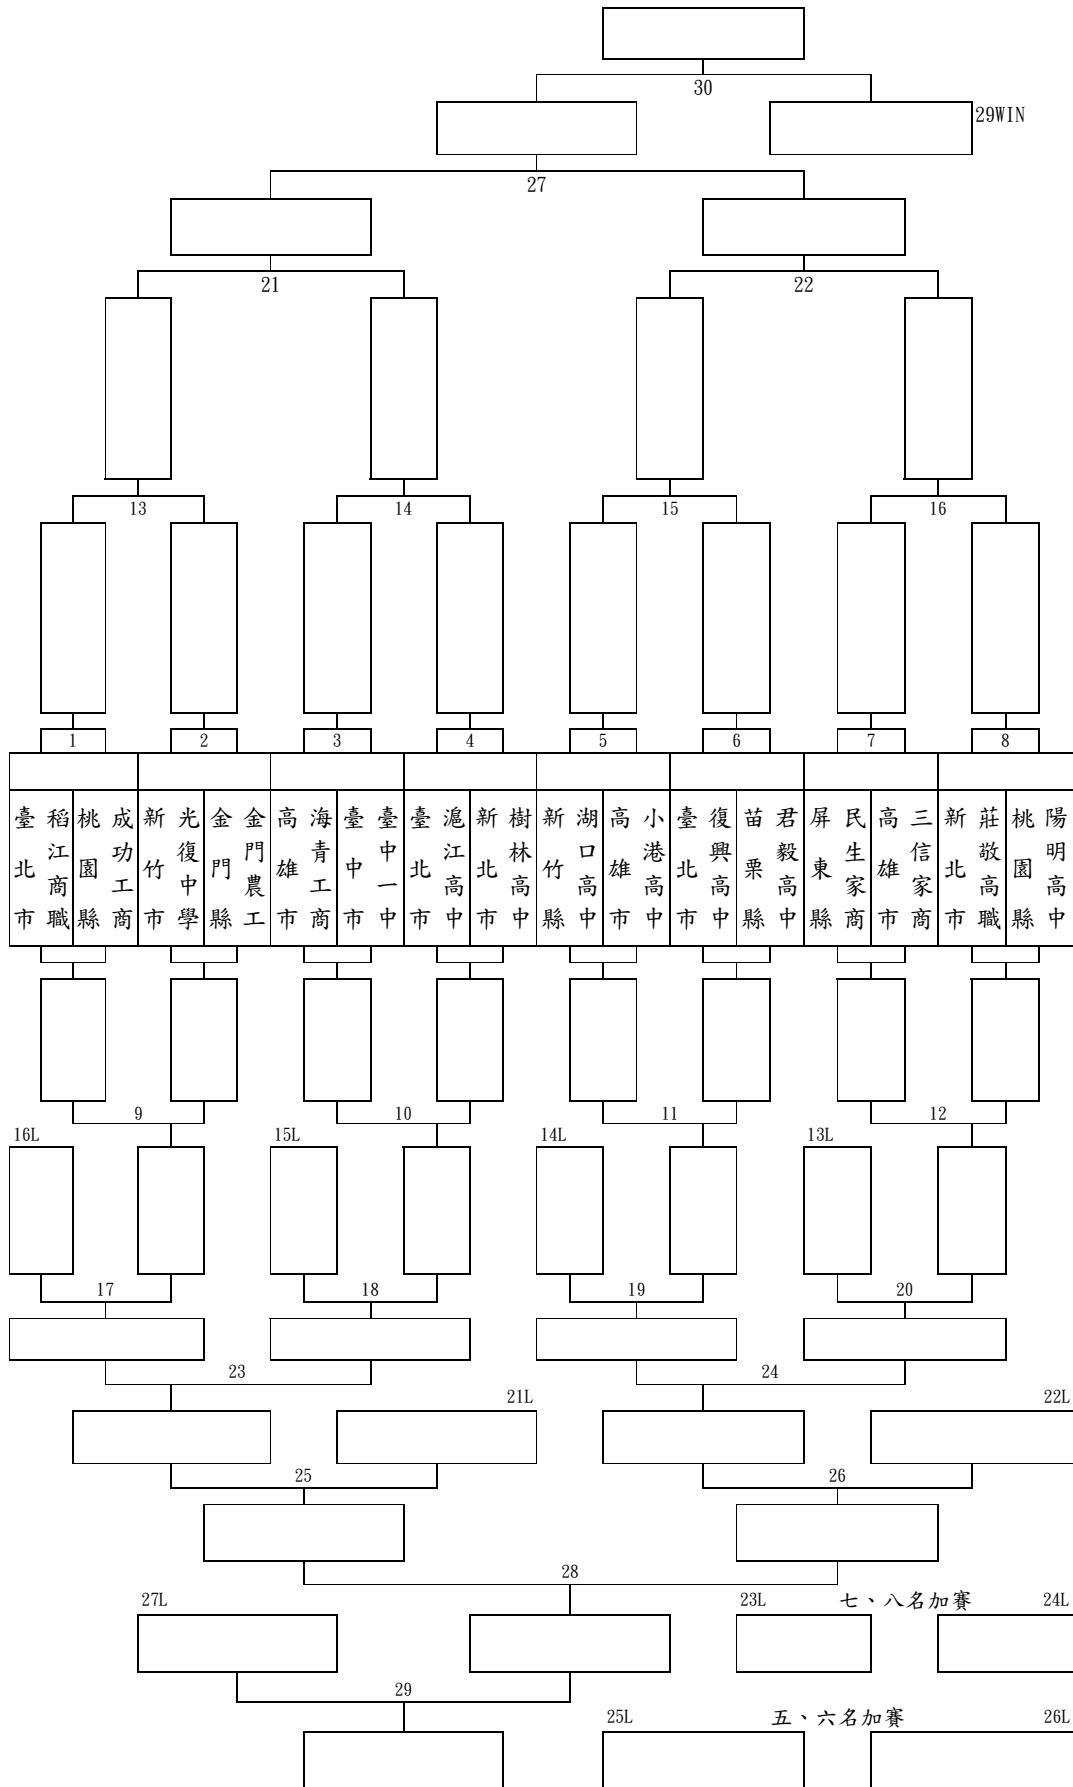 30
29WIN
27
21
22
13
14
15
16
1
2
3
4
5
6
7
8
臺北市
稻江商職
桃園縣
成功工商
新竹市
光復中學
金門縣
金門農工
高雄市
海青工商
臺中市
臺中一中
臺北市
滬江高中
新北市
樹林高中
新竹縣
湖口高中
高雄市
小港高中
臺北市
復興高中
苗栗縣
君毅高中
屏東縣
民生家商
高雄市
三信家商
新北市
莊敬高職
桃園縣
陽明高中
9
10
11
12
16L
15L
14L
13L
17
18
19
20
23
24
21L
22L
25
26
28
27L
23L
七、八名加賽
24L
29
25L
五、六名加賽
26L